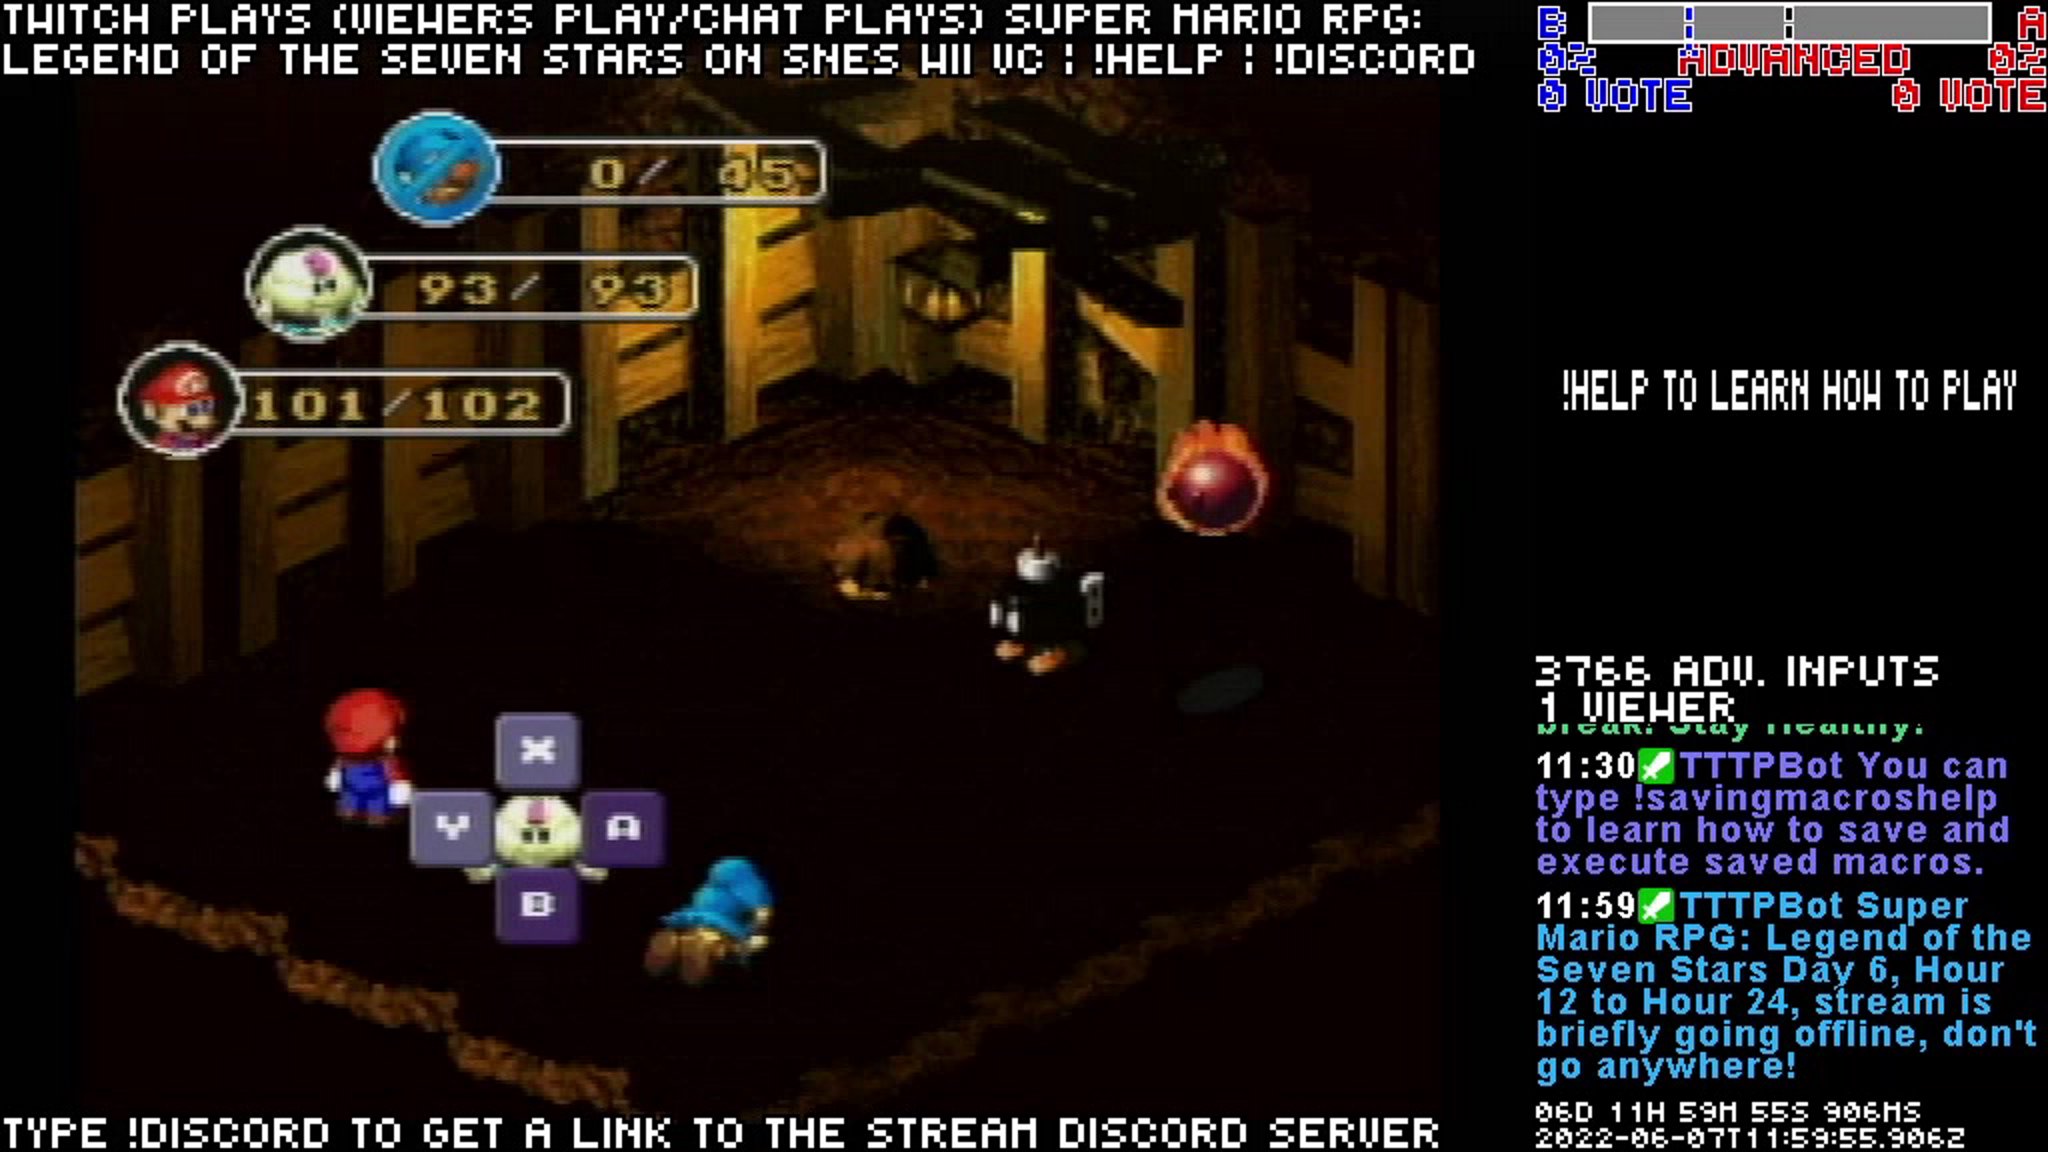 TWITCH PLAYS (VIEWERS PLAY/CHAT PLAYS) SUPER MARIO RPG:
LEGEND OF THE SEVEN STARS ON SNES WII VC | !HELP | !DISCORD
B A
0% ADVANCED 0%
0 VOTE 0 VOTE
0/ 45
93/ 93
101/102
X
Y A
B
!HELP TO LEARN HOW TO PLAY
3766 ADV. INPUTS
1 VIEWER
break! Stay healthy!
11:30 TTTPBot You can
type !savingmacroshelp
to learn how to save and
execute saved macros.
11:59 TTTPBot Super
Mario RPG: Legend of the
Seven Stars Day 6, Hour
12 to Hour 24, stream is
briefly going offline, don't
go anywhere!
06D 11H 59M 55S 906MS
2022-06-07T11:59:55.906Z
TYPE !DISCORD TO GET A LINK TO THE STREAM DISCORD SERVER